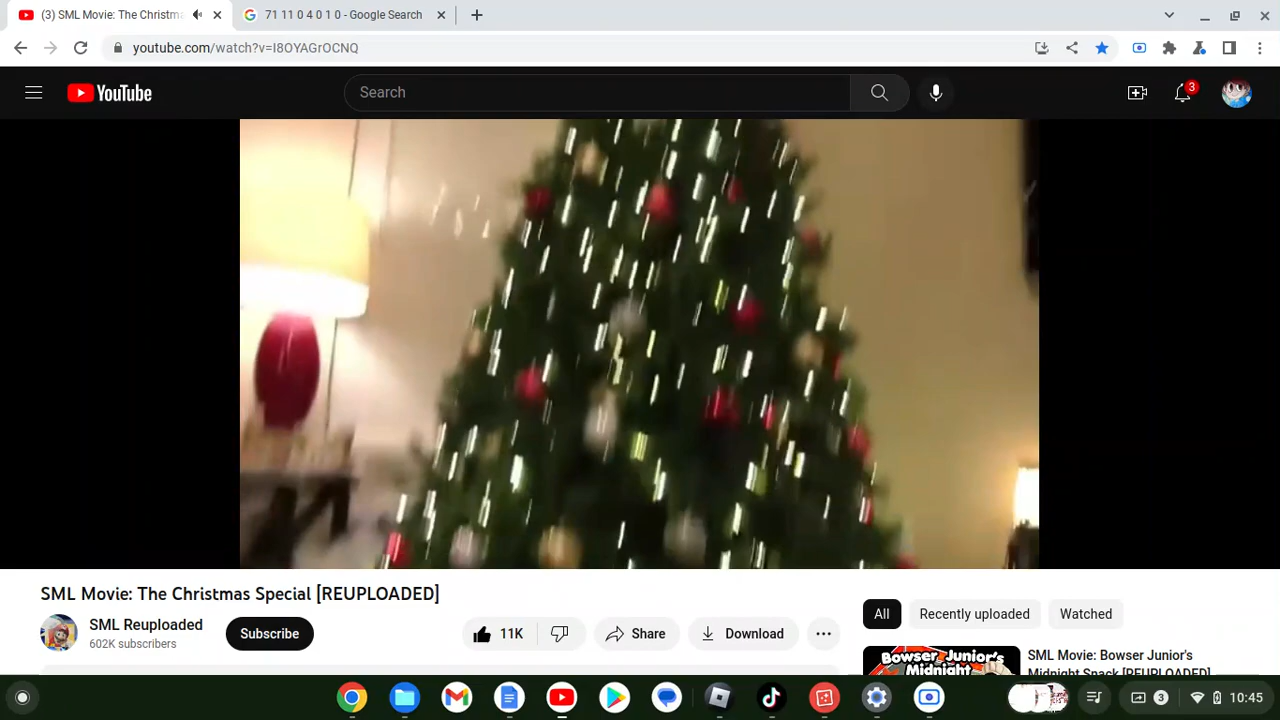 (3) SML Movie: The Christma
71 11 0 4 0 1 0 - Google Search
youtube.com/watch?v=I8OYAGrOCNQ
YouTube
Search
3
SML Movie: The Christmas Special [REUPLOADED]
SML Reuploaded
602K subscribers
Subscribe
11K
Share
Download
All
Recently uploaded
Watched
Bowser Junior's
Midnight
SML Movie: Bowser Junior's
Midnight Snack [REUPLOADED]
3
10:45